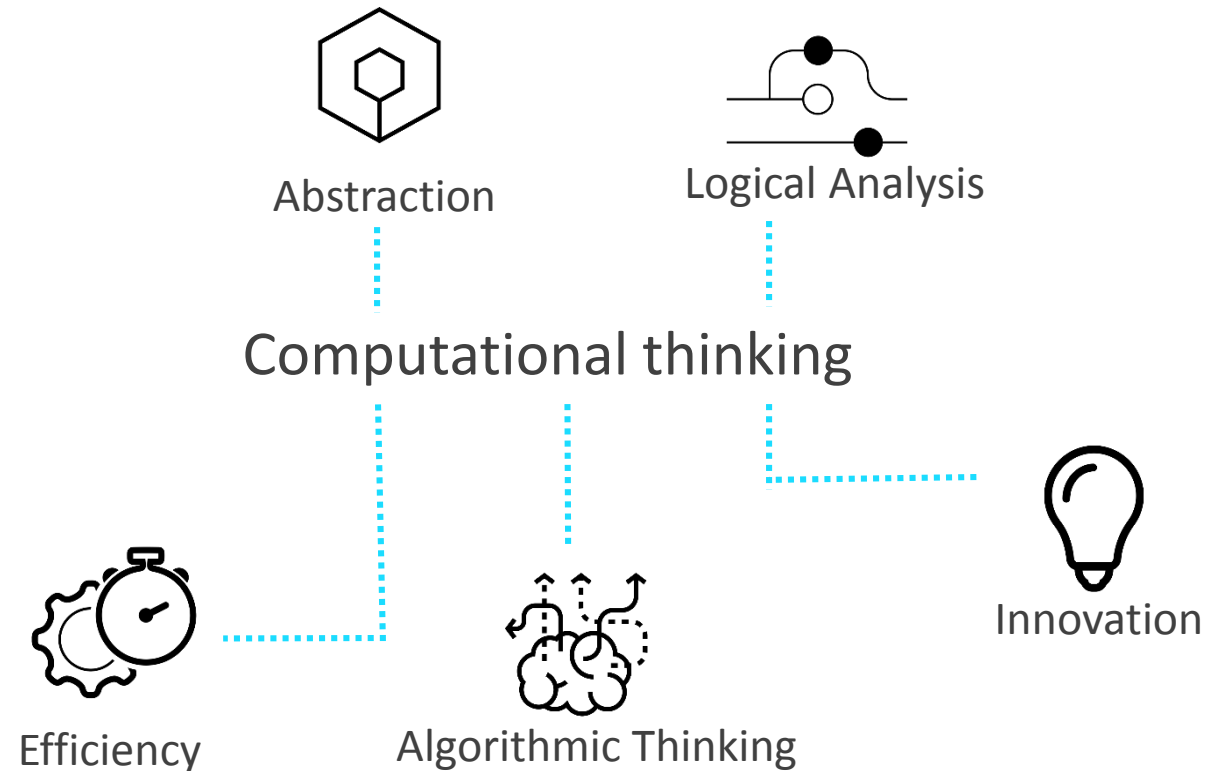 Abstraction
Logical Analysis
Computational thinking
Innovation
Efficiency
Algorithmic Thinking